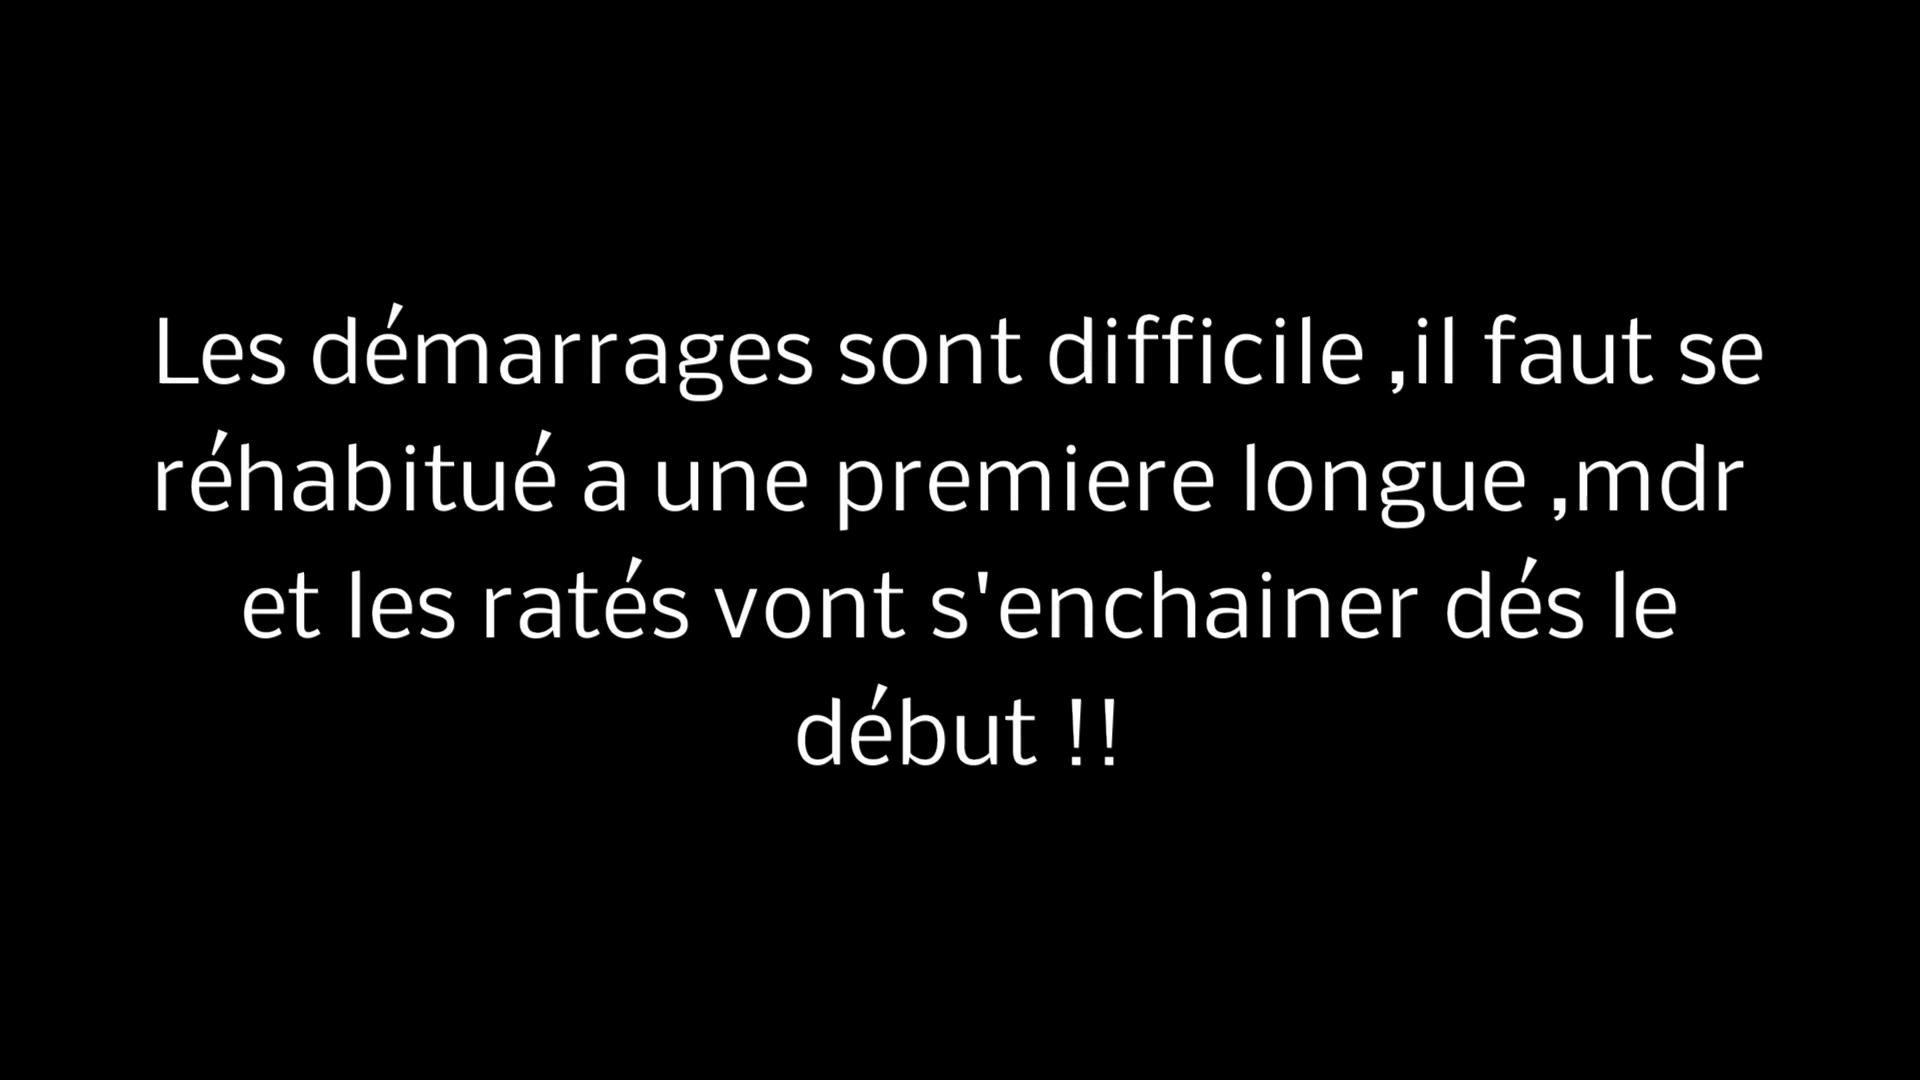 Les démarrages sont difficile ,il faut se
réhabitué a une premiere longue ,mdr
et les ratés vont s'enchainer dés le
début !!